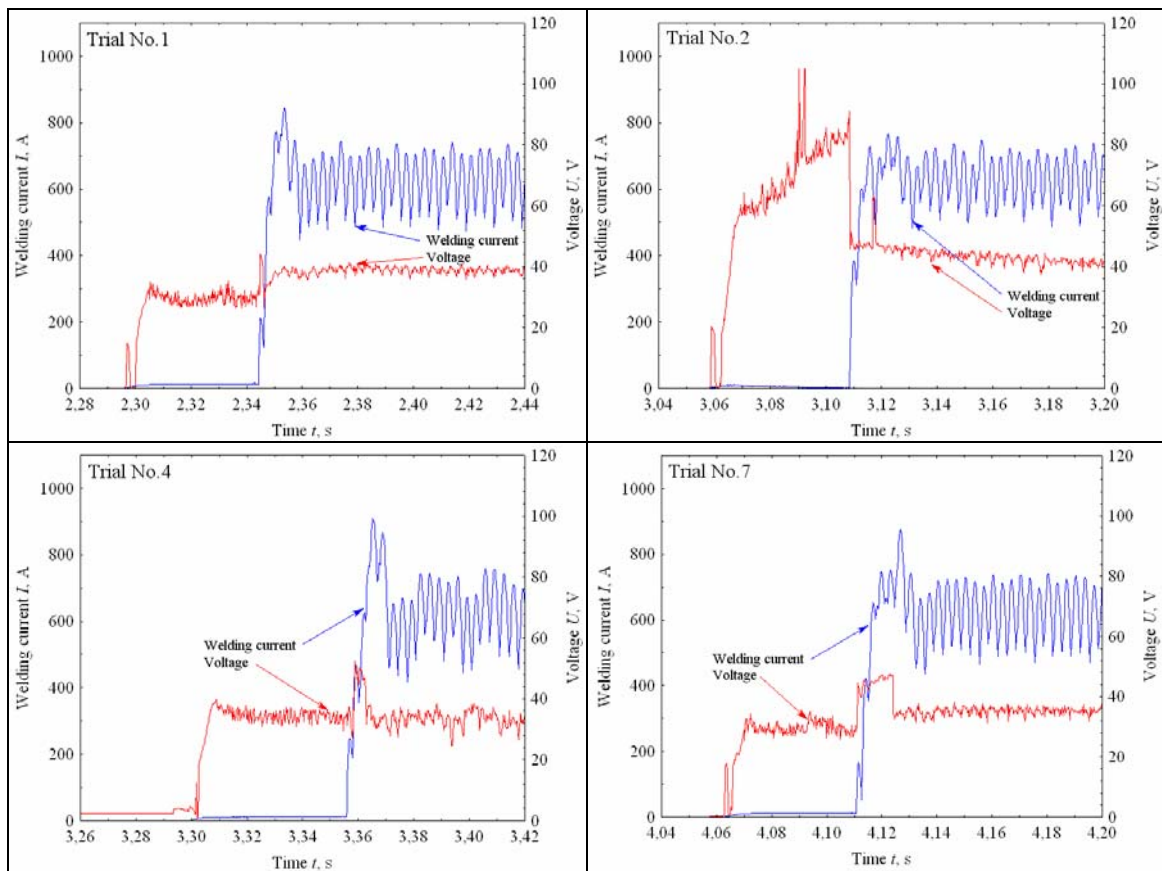 Trial No.1
Welding current I, A
1000
800
600
400
200
0
120
100
80
60
40
20
0
Voltage U, V
Welding current
Voltage
2,28 2,30 2,32 2,34 2,36 2,38 2,40 2,42 2,44
Time t, s
Trial No.2
Welding current I, A
1000
800
600
400
200
0
120
100
80
60
40
20
0
Voltage U, V
Welding current
Voltage
3,04 3,06 3,08 3,10 3,12 3,14 3,16 3,18 3,20
Time t, s
Trial No.4
Welding current I, A
1000
800
600
400
200
0
120
100
80
60
40
20
0
Voltage U, V
Welding current
Voltage
3,26 3,28 3,30 3,32 3,34 3,36 3,38 3,40 3,42
Time t, s
Trial No.7
Welding current I, A
1000
800
600
400
200
0
120
100
80
60
40
20
0
Voltage U, V
Welding current
Voltage
4,04 4,06 4,08 4,10 4,12 4,14 4,16 4,18 4,20
Time t, s